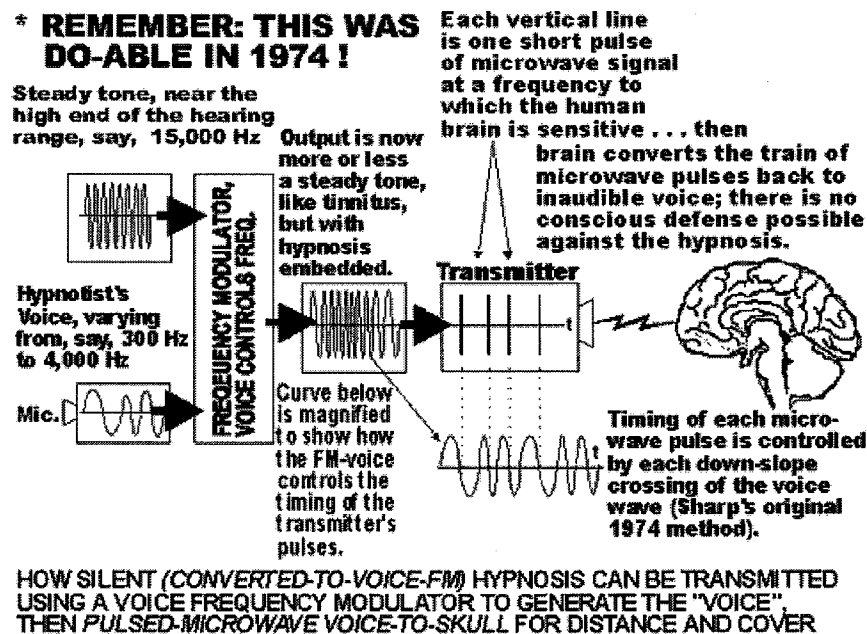 * REMEMBER: THIS WAS
DO-ABLE IN 1974 !
Steady tone, near the
high end of the hearing
range, say, 15,000 Hz
Each vertical line
is one short pulse
of microwave signal
at a frequency to
which the human
brain is sensitive . . . then
brain converts the train of
microwave pulses back to
inaudible voice; there is no
conscious defense possible
against the hypnosis.
Output is now
more or less
a steady tone,
like tinnitus,
but with
hypnosis
embedded.
FREQEUENCY MODULATOR,
VOICE CONTROLS FREQ.
Transmitter
t
Hypnotist's
Voice, varying
from, say, 300 Hz
to 4,000 Hz
Mic.
Curve below
is magnified
to show how
the FM-voice
controls the
timing of the
transmitter's
pulses.
t
Timing of each micro-
wave pulse is controlled
by each down-slope
crossing of the voice
wave (Sharp's original
1974 method).
HOW SILENT (CONVERTED-TO-VOICE-FM) HYPNOSIS CAN BE TRANSMITTED
USING A VOICE FREQUENCY MODULATOR TO GENERATE THE "VOICE",
THEN PULSED-MICROWAVE VOICE-TO-SKULL FOR DISTANCE AND COVER